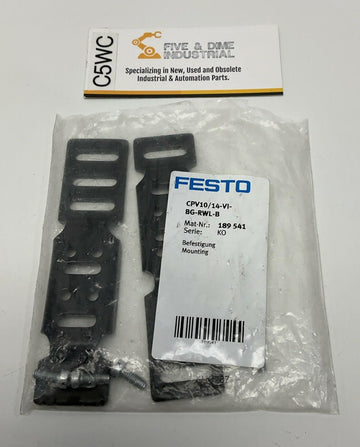 C5WC
FIVE & DIME
INDUSTRIAL
Specializing in New, Used and Obsolete
Industrial & Automation Parts.
FESTO
CPV10/14-VI-
BG-RWL-B
Mat-Nr.: 189 541
Serie: KO
Befestigung
Mounting